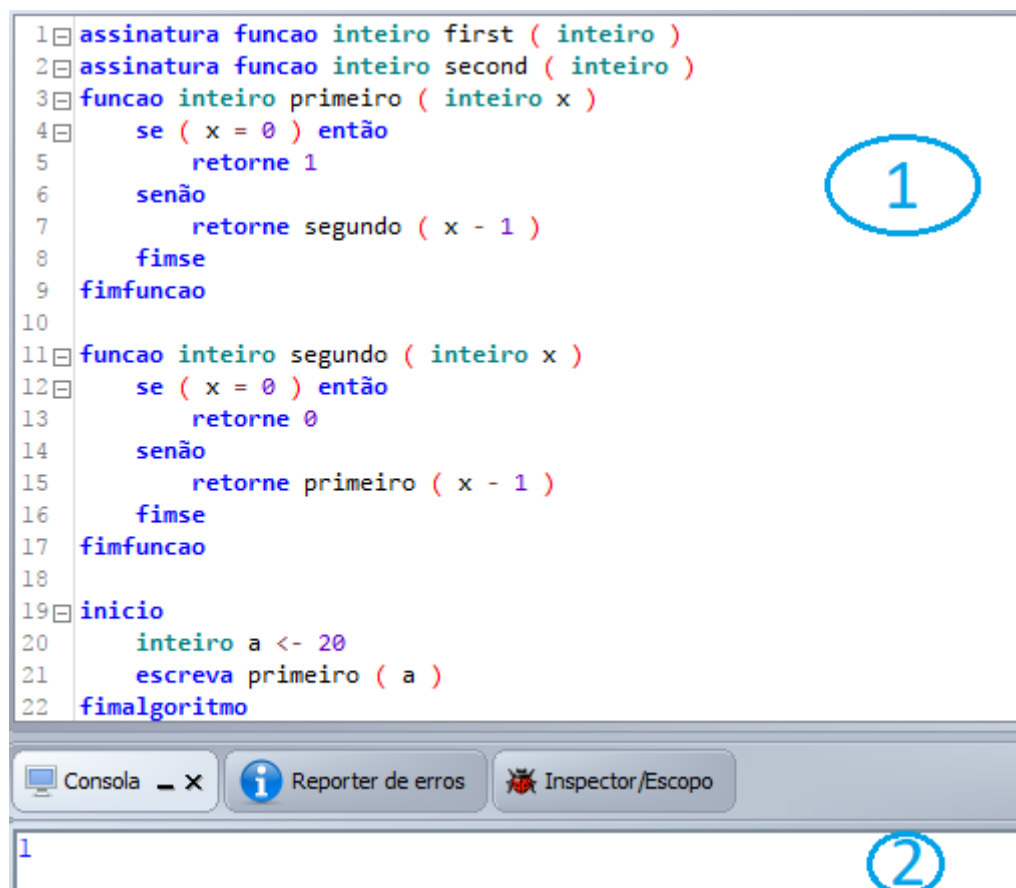 1 assinatura funcao inteiro first ( inteiro )
2 assinatura funcao inteiro second ( inteiro )
3 funcao inteiro primeiro ( inteiro x )
4 se ( x = 0 ) então
5 retorne 1
6 senão
7 retorne segundo ( x - 1 )
8 fimse
9 fimfuncao
10
11 funcao inteiro segundo ( inteiro x )
12 se ( x = 0 ) então
13 retorne 0
14 senão
15 retorne primeiro ( x - 1 )
16 fimse
17 fimfuncao
18
19 inicio
20 inteiro a <- 20
21 escreva primeiro ( a )
22 fimalgoritmo
1
Consola Reporter de erros Inspector/Escopo
1
2